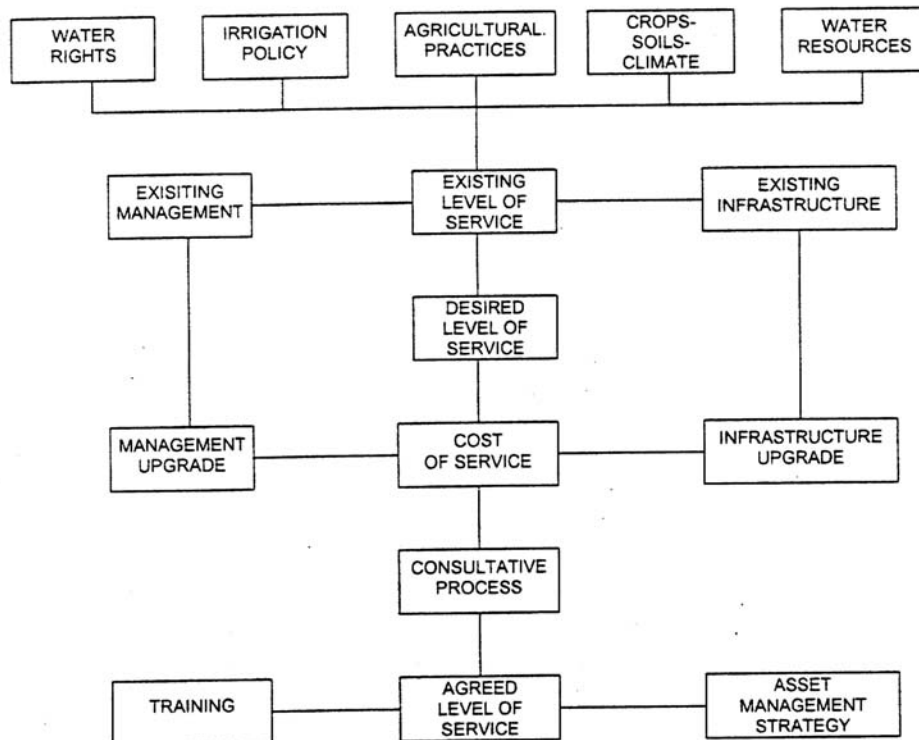 WATER
RIGHTS
IRRIGATION
POLICY
AGRICULTURAL.
PRACTICES
CROPS-
SOILS-
CLIMATE
WATER
RESOURCES
EXISITING
MANAGEMENT
EXISTING
LEVEL OF
SERVICE
EXISTING
INFRASTRUCTURE
DESIRED
LEVEL OF
SERVICE
MANAGEMENT
UPGRADE
COST
OF SERVICE
INFRASTRUCTURE
UPGRADE
CONSULTATIVE
PROCESS
TRAINING
AGREED
LEVEL OF
SERVICE
ASSET
MANAGEMENT
STRATEGY